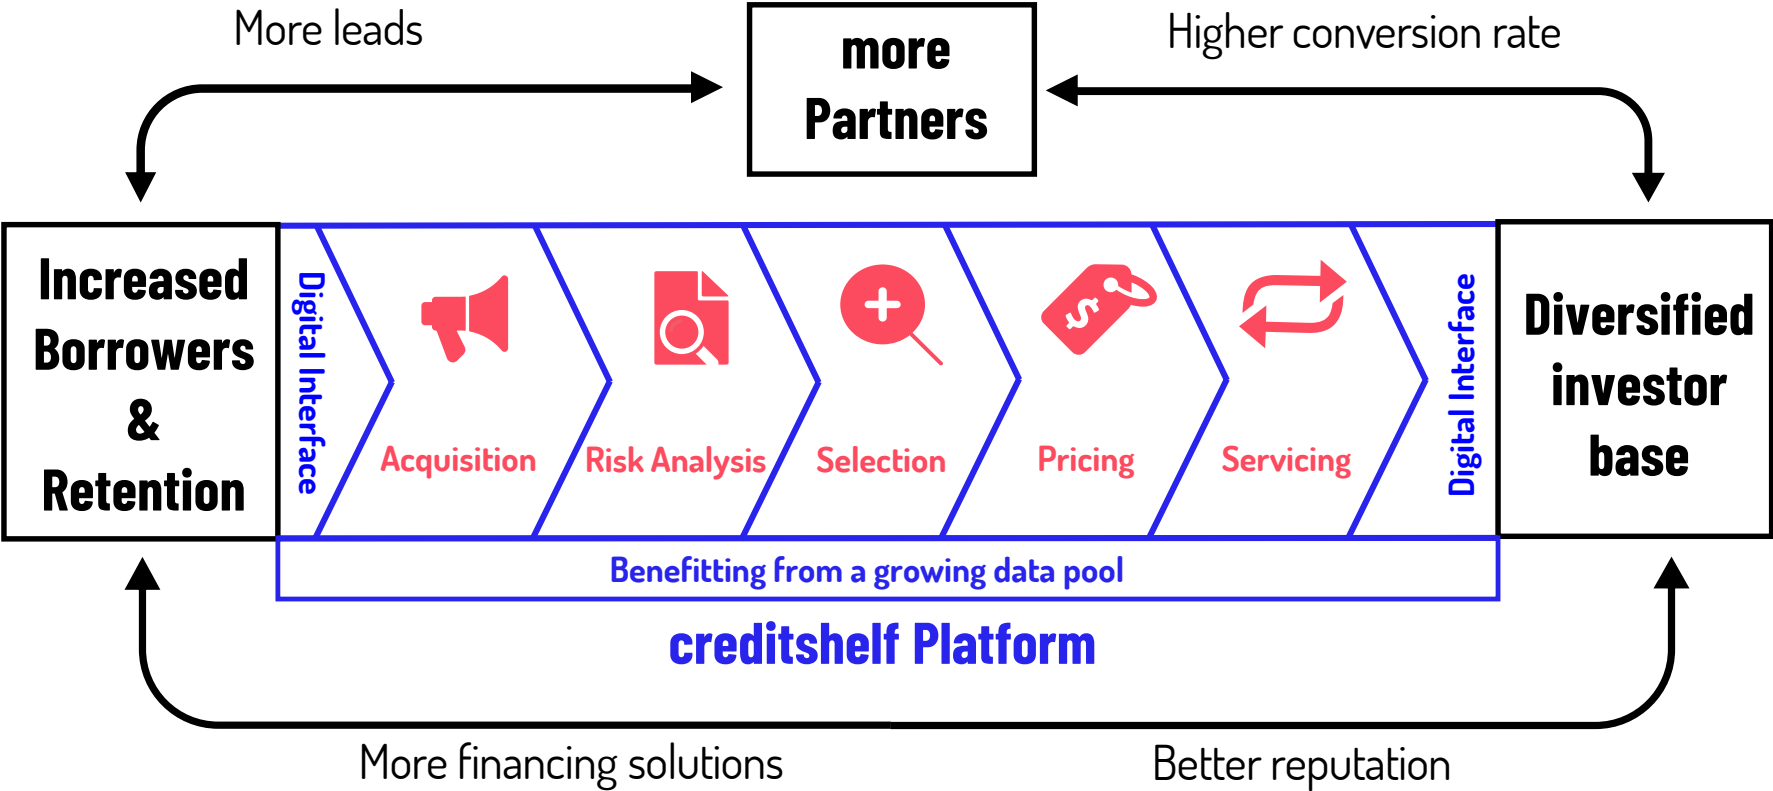 More leads
more
Partners
Higher conversion rate
Increased
Borrowers
&
Retention
Digital Interface
Acquisition
Risk Analysis
Selection
$
Pricing
Servicing
Digital Interface
Diversified
investor
base
Benefitting from a growing data pool
creditshelf Platform
More financing solutions
Better reputation